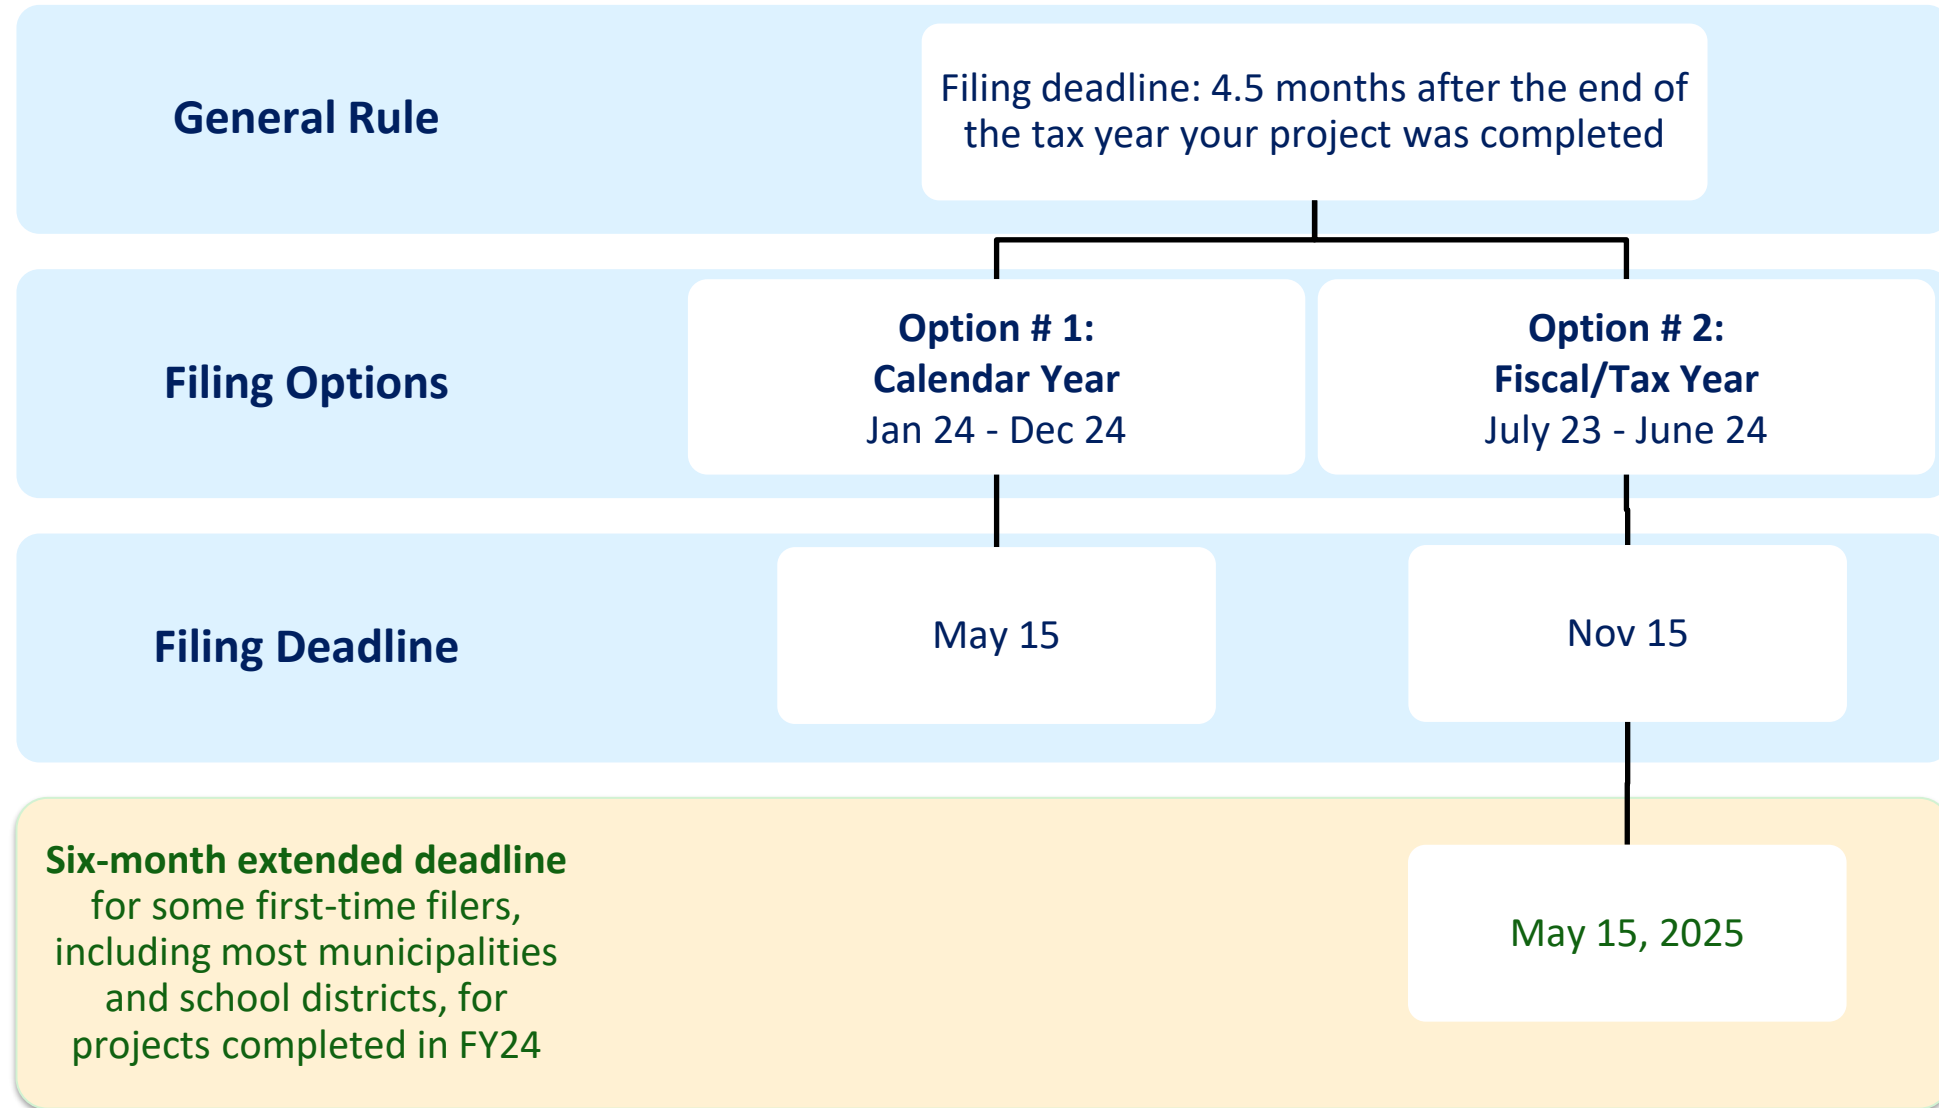 General Rule
Filing deadline: 4.5 months after the end of
the tax year your project was completed
Filing Options
Option # 1:
Calendar Year
Jan 24 - Dec 24
Option # 2:
Fiscal/Tax Year
July 23 - June 24
Filing Deadline
May 15
Nov 15
Six-month extended deadline
for some first-time filers,
including most municipalities
and school districts, for
projects completed in FY24
May 15, 2025